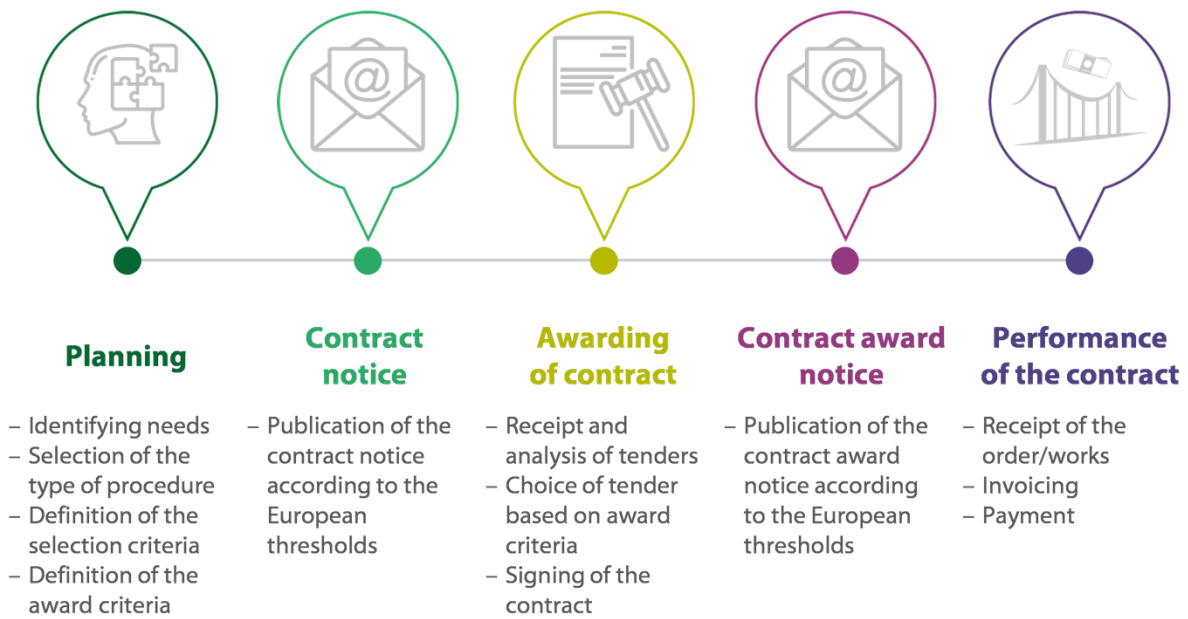 @
@
Planning
– Identifying needs
– Selection of the
type of procedure
– Definition of the
selection criteria
– Definition of the
award criteria
Contract
notice
– Publication of the
contract notice
according to the
European
thresholds
Awarding
of contract
– Receipt and
analysis of tenders
– Choice of tender
based on award
criteria
– Signing of the
contract
Contract award
notice
– Publication of the
contract award
notice according
to the European
thresholds
Performance
of the contract
– Receipt of the
order/works
– Invoicing
– Payment